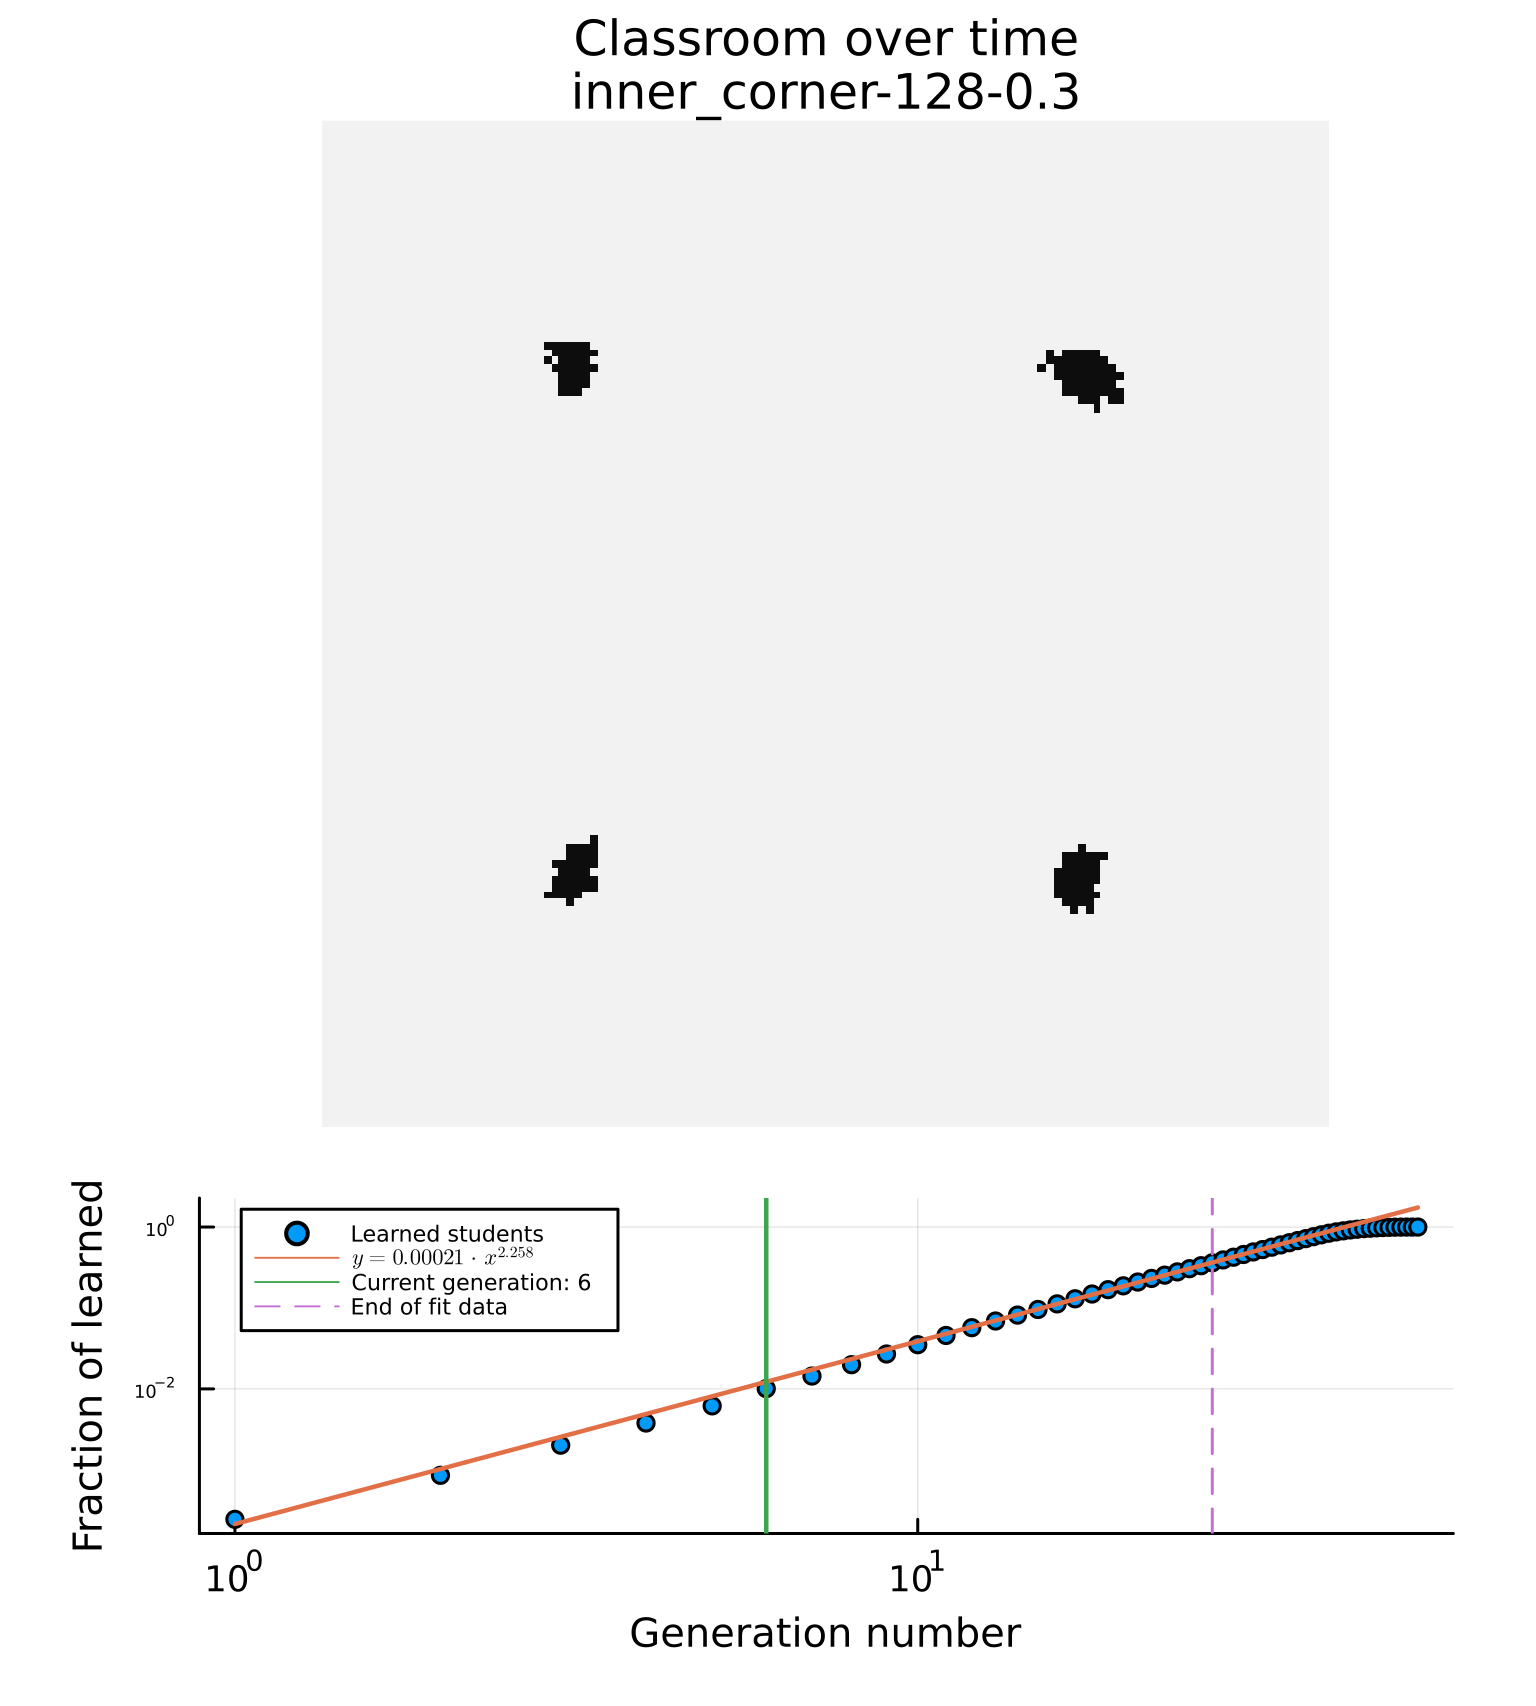 Classroom over time
inner_corner-128-0.3
Fraction of learned
10^0
10^−2
Learned students
y = 0.00021 · x^2.258
Current generation: 6
End of fit data
10^0
10^1
Generation number